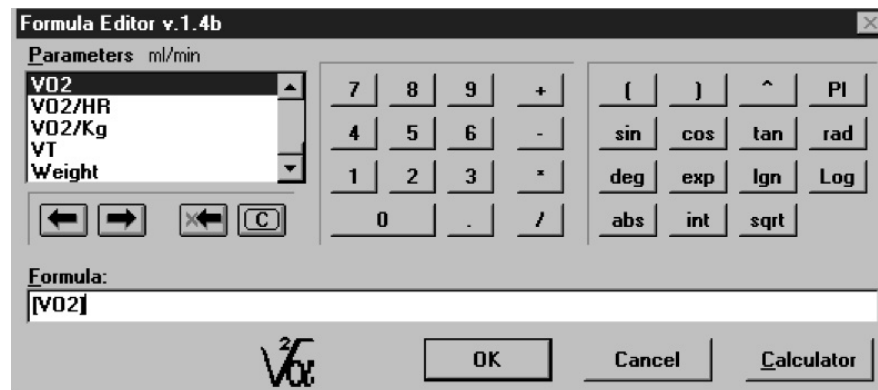 Formula Editor v.1.4b
Parameters ml/min
VO2
VO2/HR
VO2/Kg
VT
Weight
7 8 9 + ( ) ^ PI
4 5 6 - sin cos tan rad
1 2 3 * deg exp lgn Log
0 . / abs int sqrt
C
Formula:
[VO2]
OK Cancel Calculator